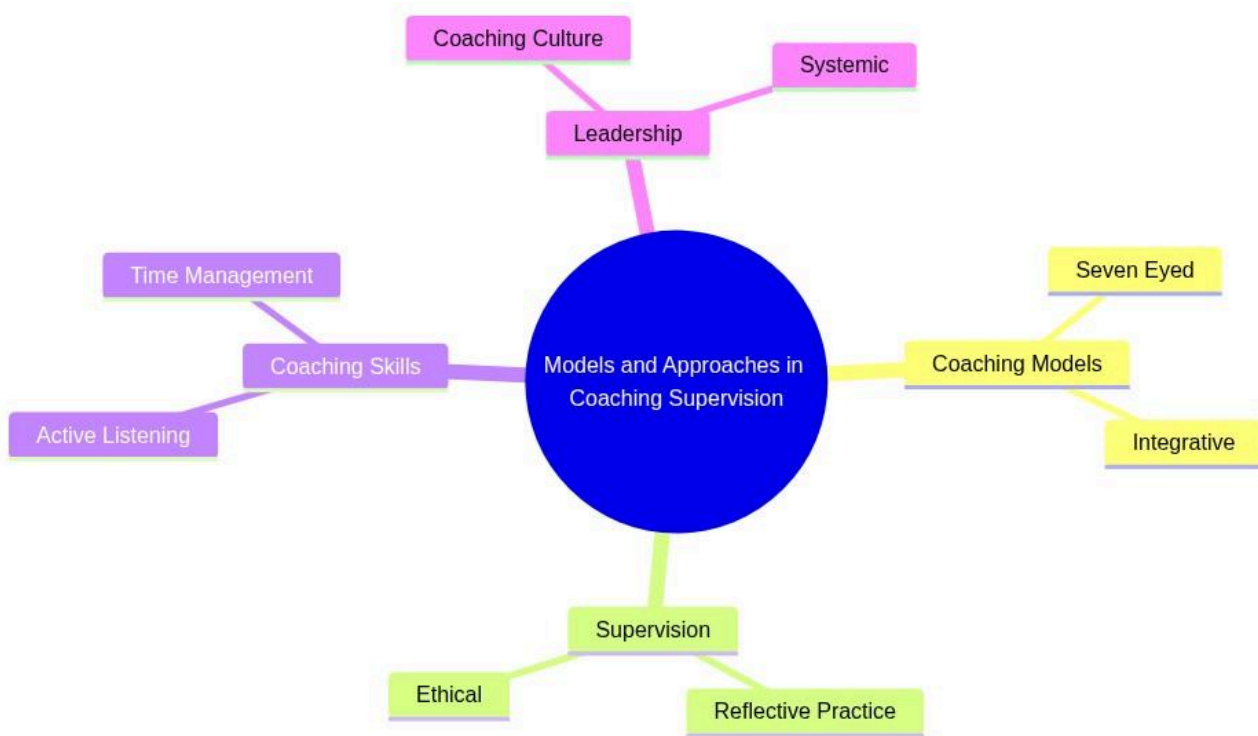 Coaching Culture
Systemic
Leadership
Time Management
Seven Eyed
Coaching Skills
Models and Approaches in
Coaching Supervision
Coaching Models
Active Listening
Integrative
Supervision
Ethical
Reflective Practice